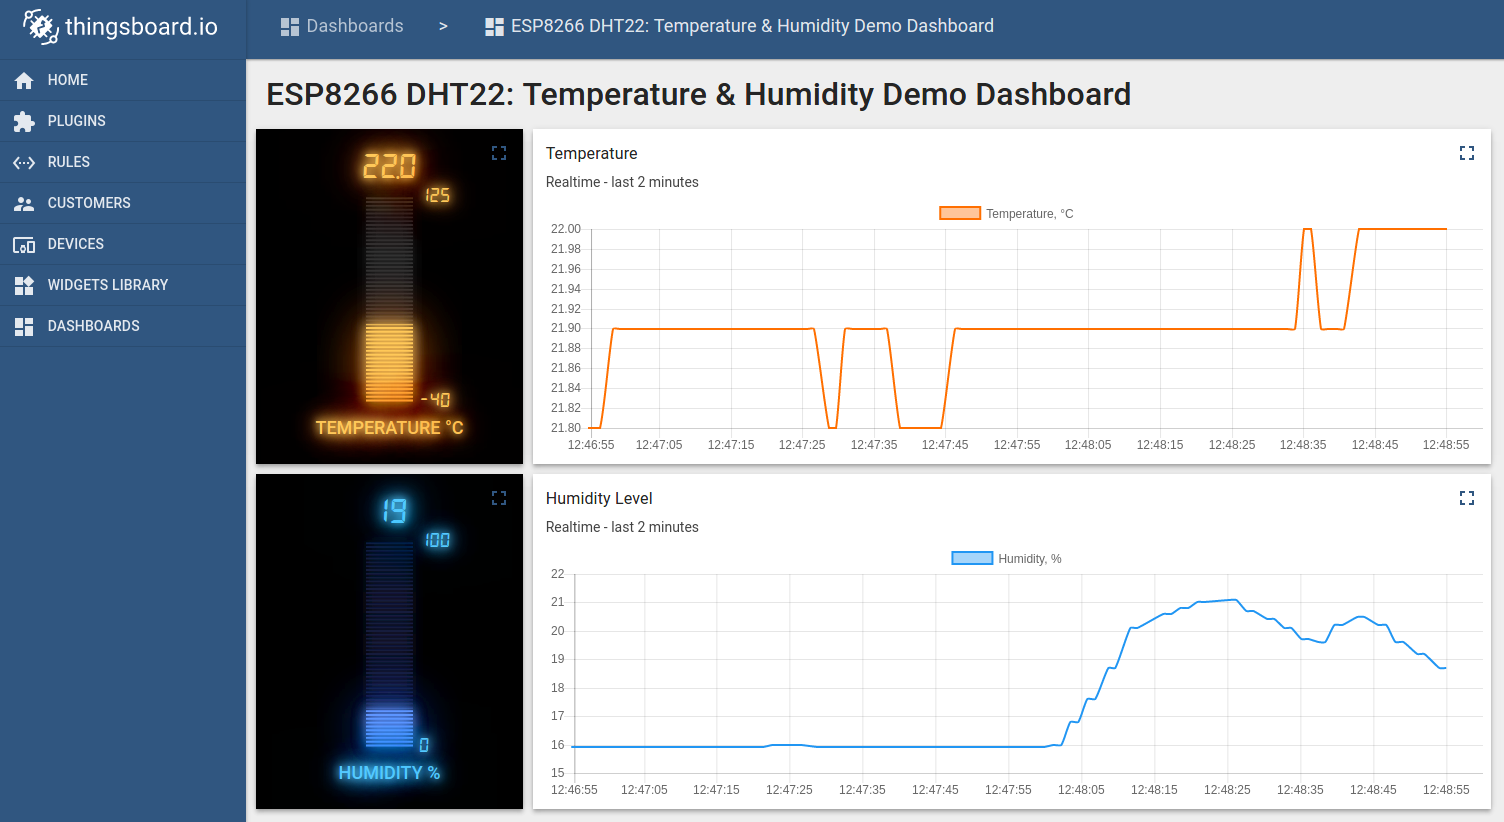 thingsboard.io
Dashboards > ESP8266 DHT22: Temperature & Humidity Demo Dashboard
HOME
PLUGINS
RULES
CUSTOMERS
DEVICES
WIDGETS LIBRARY
DASHBOARDS
ESP8266 DHT22: Temperature & Humidity Demo Dashboard
22.0
125
-40
TEMPERATURE °C
Temperature
Realtime - last 2 minutes
Temperature, °C
22.00
21.98
21.96
21.94
21.92
21.90
21.88
21.86
21.84
21.82
21.80
12:46:55 12:47:05 12:47:15 12:47:25 12:47:35 12:47:45 12:47:55 12:48:05 12:48:15 12:48:25 12:48:35 12:48:45 12:48:55
19
100
0
HUMIDITY %
Humidity Level
Realtime - last 2 minutes
Humidity, %
22
21
20
19
18
17
16
15
12:46:55 12:47:05 12:47:15 12:47:25 12:47:35 12:47:45 12:47:55 12:48:05 12:48:15 12:48:25 12:48:35 12:48:45 12:48:55